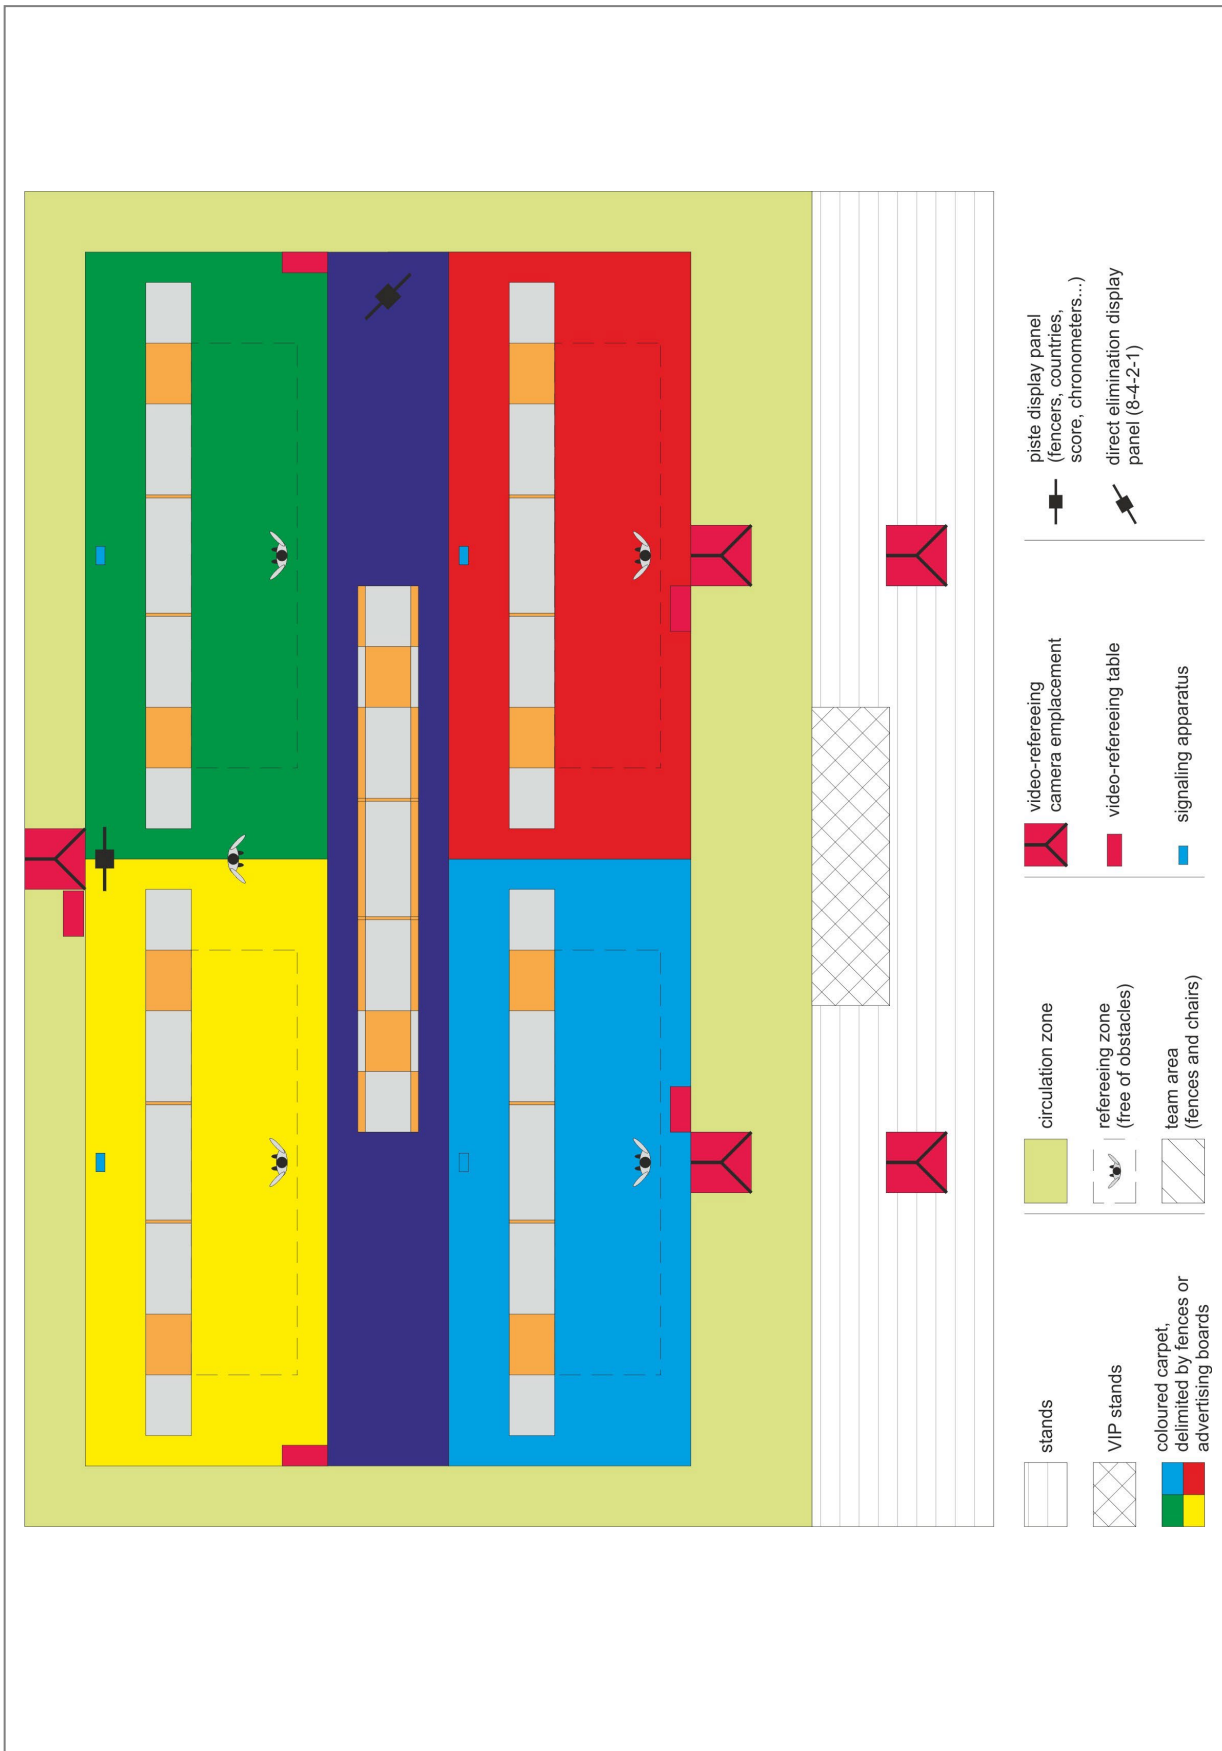 stands
VIP stands
coloured carpet,
delimited by fences or
advertising boards
circulation zone
refereeing zone
(free of obstacles)
team area
(fences and chairs)
video-refereeing
camera emplacement
video-refereeing table
signaling apparatus
piste display panel
(fencers, countries,
score, chronometers...)
direct elimination display
panel (8-4-2-1)